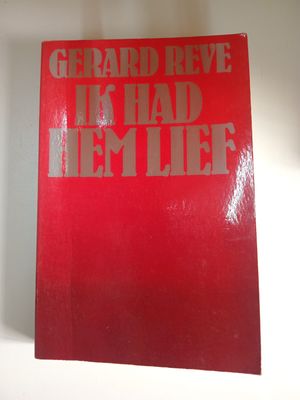 GERARD REVE
IK HAD
HEM LIEF